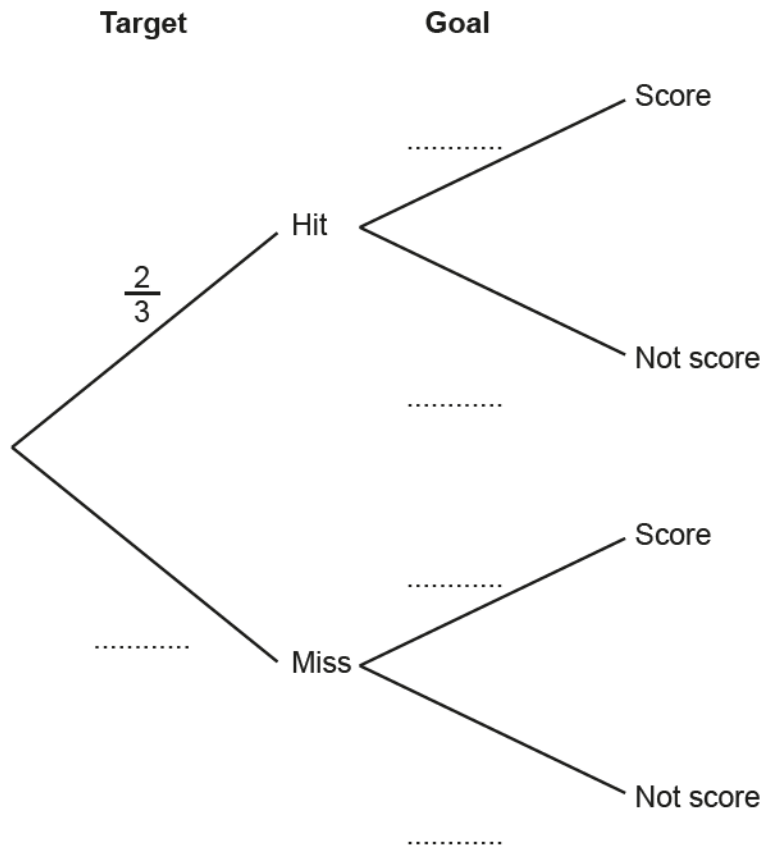 Target Goal
Score
............
Hit
2
3
Not score
............
Score
............
............
Miss
Not score
............